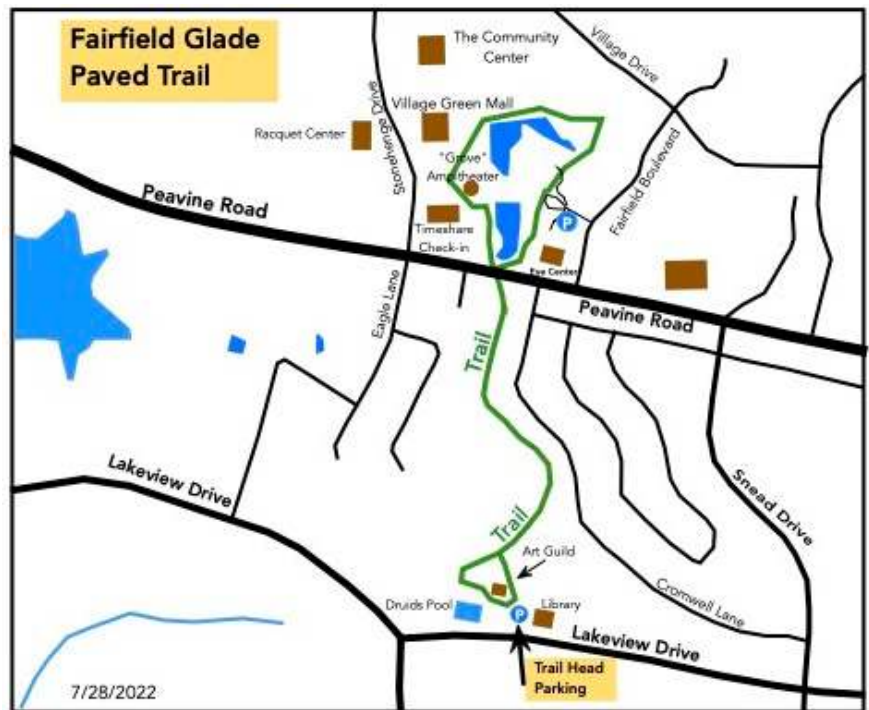 Fairfield Glade
Paved Trail
The Community
Center
Village Drive
Stonehenge Drive
Village Green Mall
Racquet Center
"Grove"
Ampitheater
Fairfield Boulevard
Peavine Road
Timeshare
Check-in
Eye Center
P
Peavine Road
Eagle Lane
Trail
Lakeview Drive
Snead Drive
Trail
Art Guild
Cromwell Lane
Druids Pool
P
Library
Lakeview Drive
Trail Head
Parking
7/28/2022